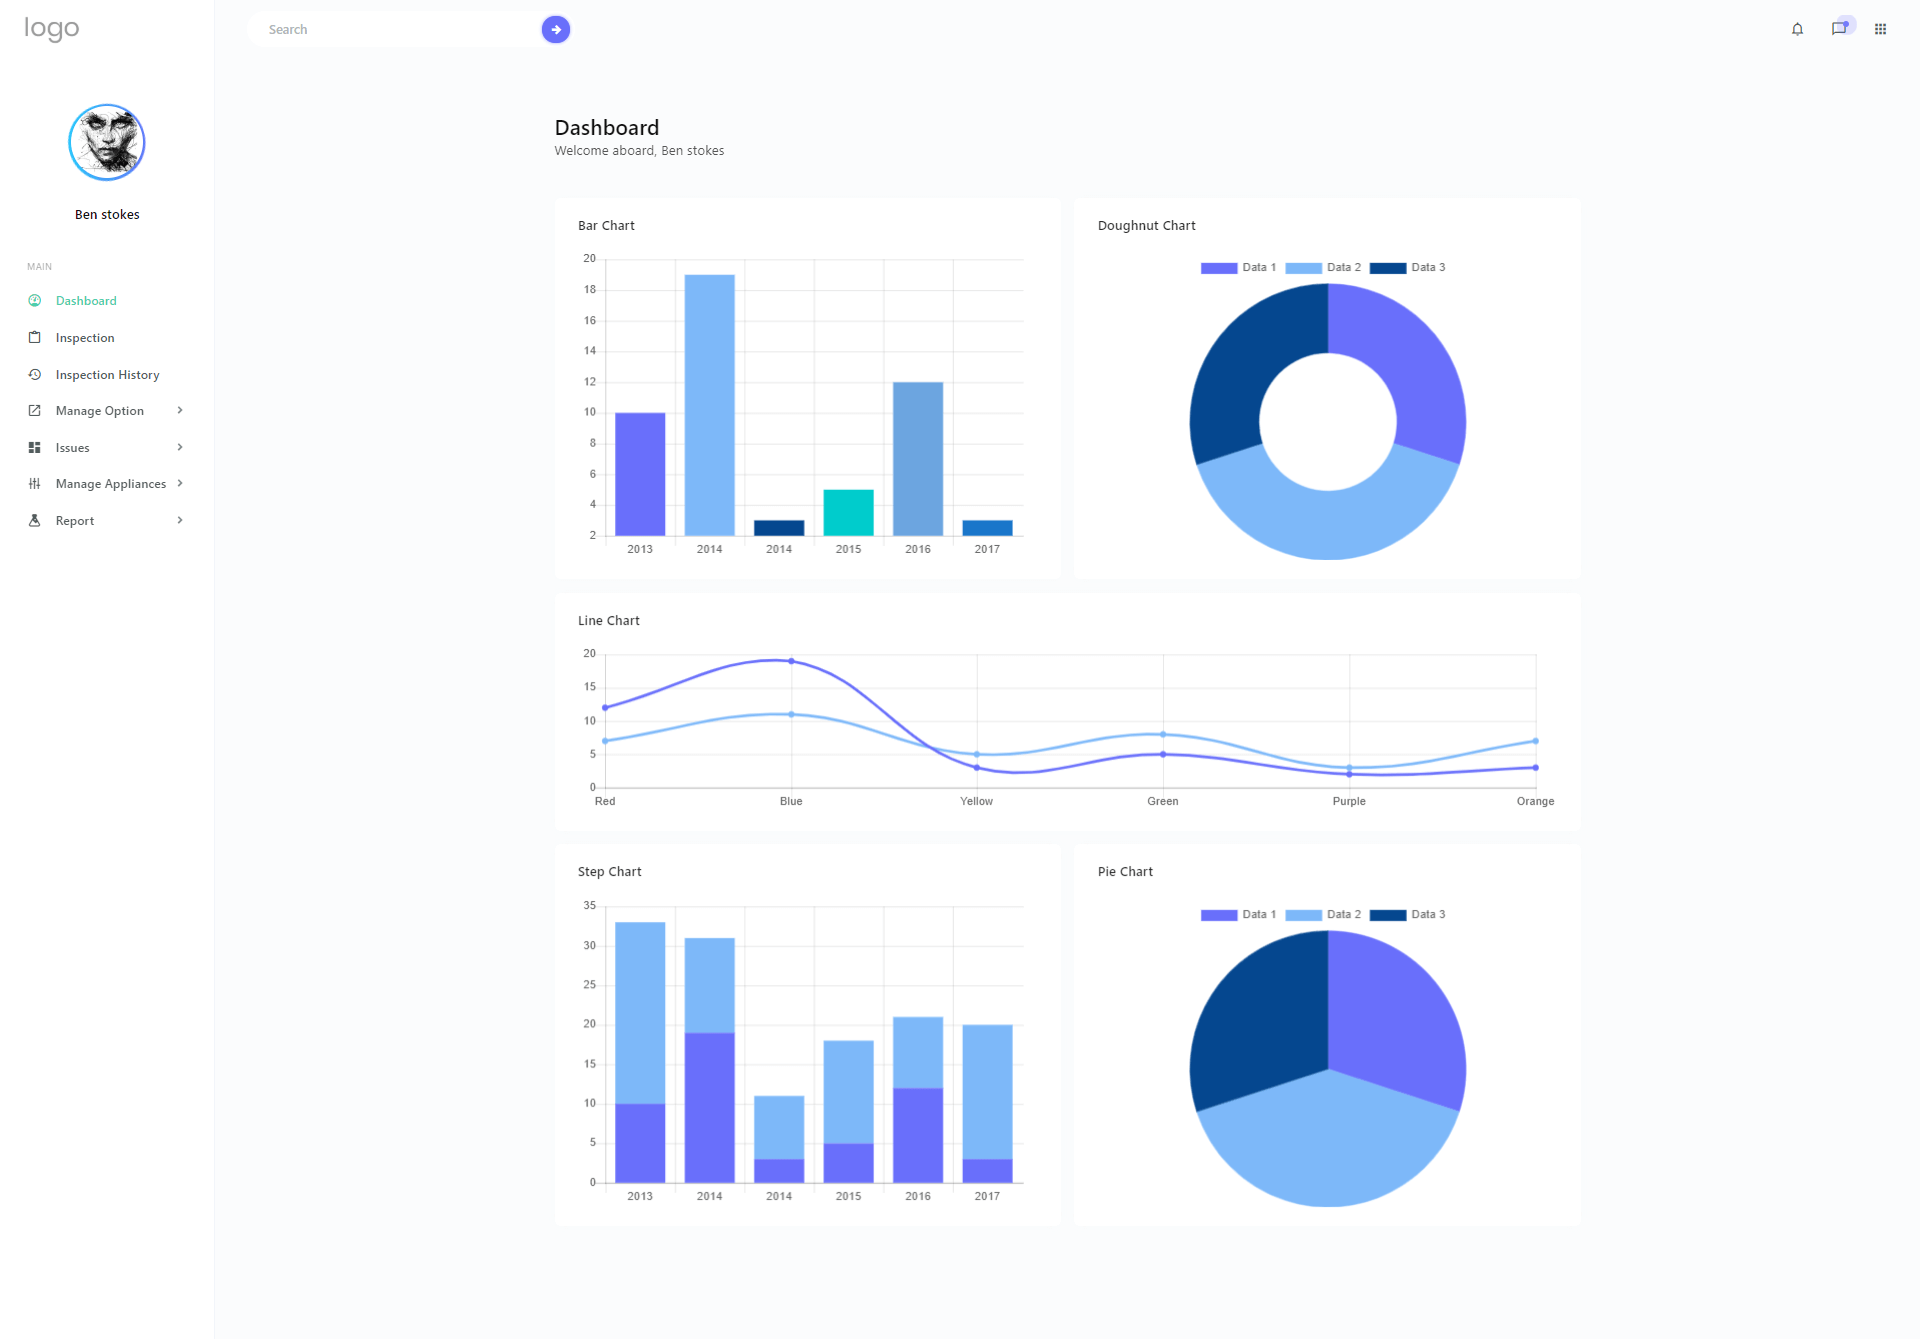 logo
Search
Ben stokes
MAIN
Dashboard
Inspection
Inspection History
Manage Option
Issues
Manage Appliances
Report
Dashboard
Welcome aboard, Ben stokes
Bar Chart
20
18
16
14
12
10
8
6
4
2
2013 2014 2014 2015 2016 2017
Doughnut Chart
Data 1 Data 2 Data 3
Line Chart
20
15
10
5
0
Red Blue Yellow Green Purple Orange
Step Chart
35
30
25
20
15
10
5
0
2013 2014 2014 2015 2016 2017
Pie Chart
Data 1 Data 2 Data 3